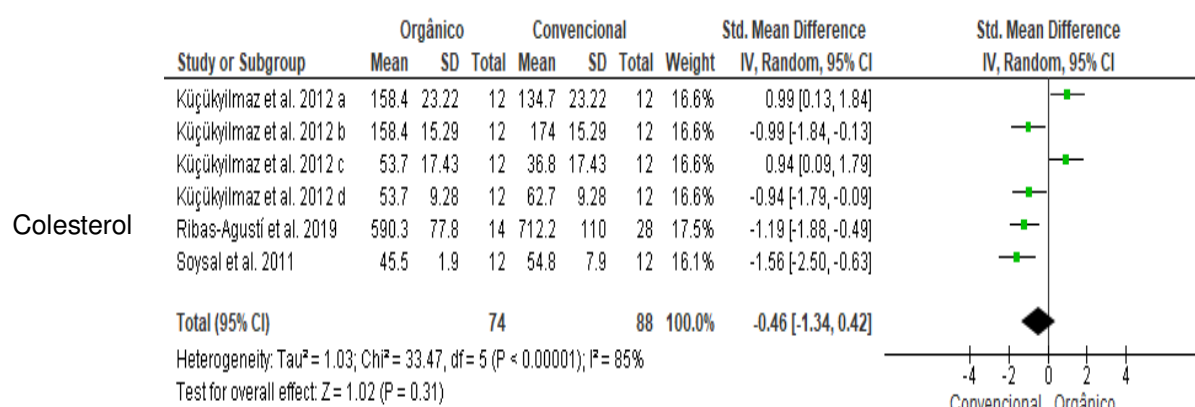 Orgânico Convencional Std. Mean Difference Std. Mean Difference
Study or Subgroup Mean SD Total Mean SD Total Weight IV, Random, 95% CI IV, Random, 95% CI
Küçükyilmaz et al. 2012 a 158.4 23.22 12 134.7 23.22 12 16.6% 0.99 [0.13, 1.84]
Küçükyilmaz et al. 2012 b 158.4 15.29 12 174 15.29 12 16.6% -0.99 [-1.84, -0.13]
Küçükyilmaz et al. 2012 c 53.7 17.43 12 36.8 17.43 12 16.6% 0.94 [0.09, 1.79]
Küçükyilmaz et al. 2012 d 53.7 9.28 12 62.7 9.28 12 16.6% -0.94 [-1.79, -0.09]
Colesterol Ribas-Agustí et al. 2019 590.3 77.8 14 712.2 110 28 17.5% -1.19 [-1.88, -0.49]
Soysal et al. 2011 45.5 1.9 12 54.8 7.9 12 16.1% -1.56 [-2.50, -0.63]
Total (95% CI) 74 88 100.0% -0.46 [-1.34, 0.42]
Heterogeneity: Tau² = 1.03; Chi² = 33.47, df = 5 (P < 0.00001); I² = 85%
Test for overall effect: Z = 1.02 (P = 0.31)
-4 -2 0 2 4
Convencional Orgânico